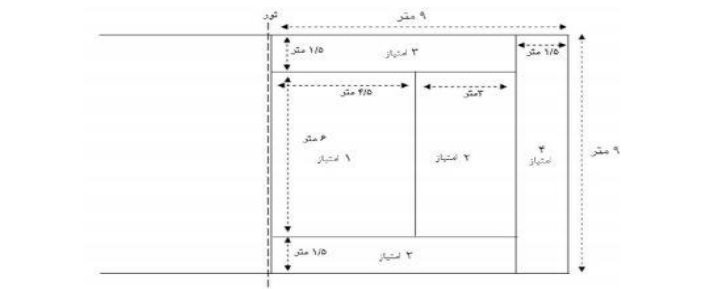 تور
۹ متر
۱/۵ متر
۳ امتیاز
۱/۵ متر
۴/۵ متر
۳متر
۶ متر
۱ امتیاز
۲ امتیاز
۴
امتیاز
۹ متر
۱/۵ متر
۳ امتیاز